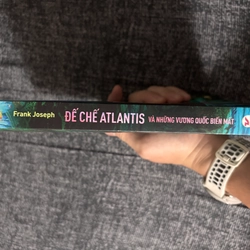 Frank Joseph ĐẾ CHẾ ATLANTIS VÀ NHỮNG VƯƠNG QUỐC BIẾN MẤT